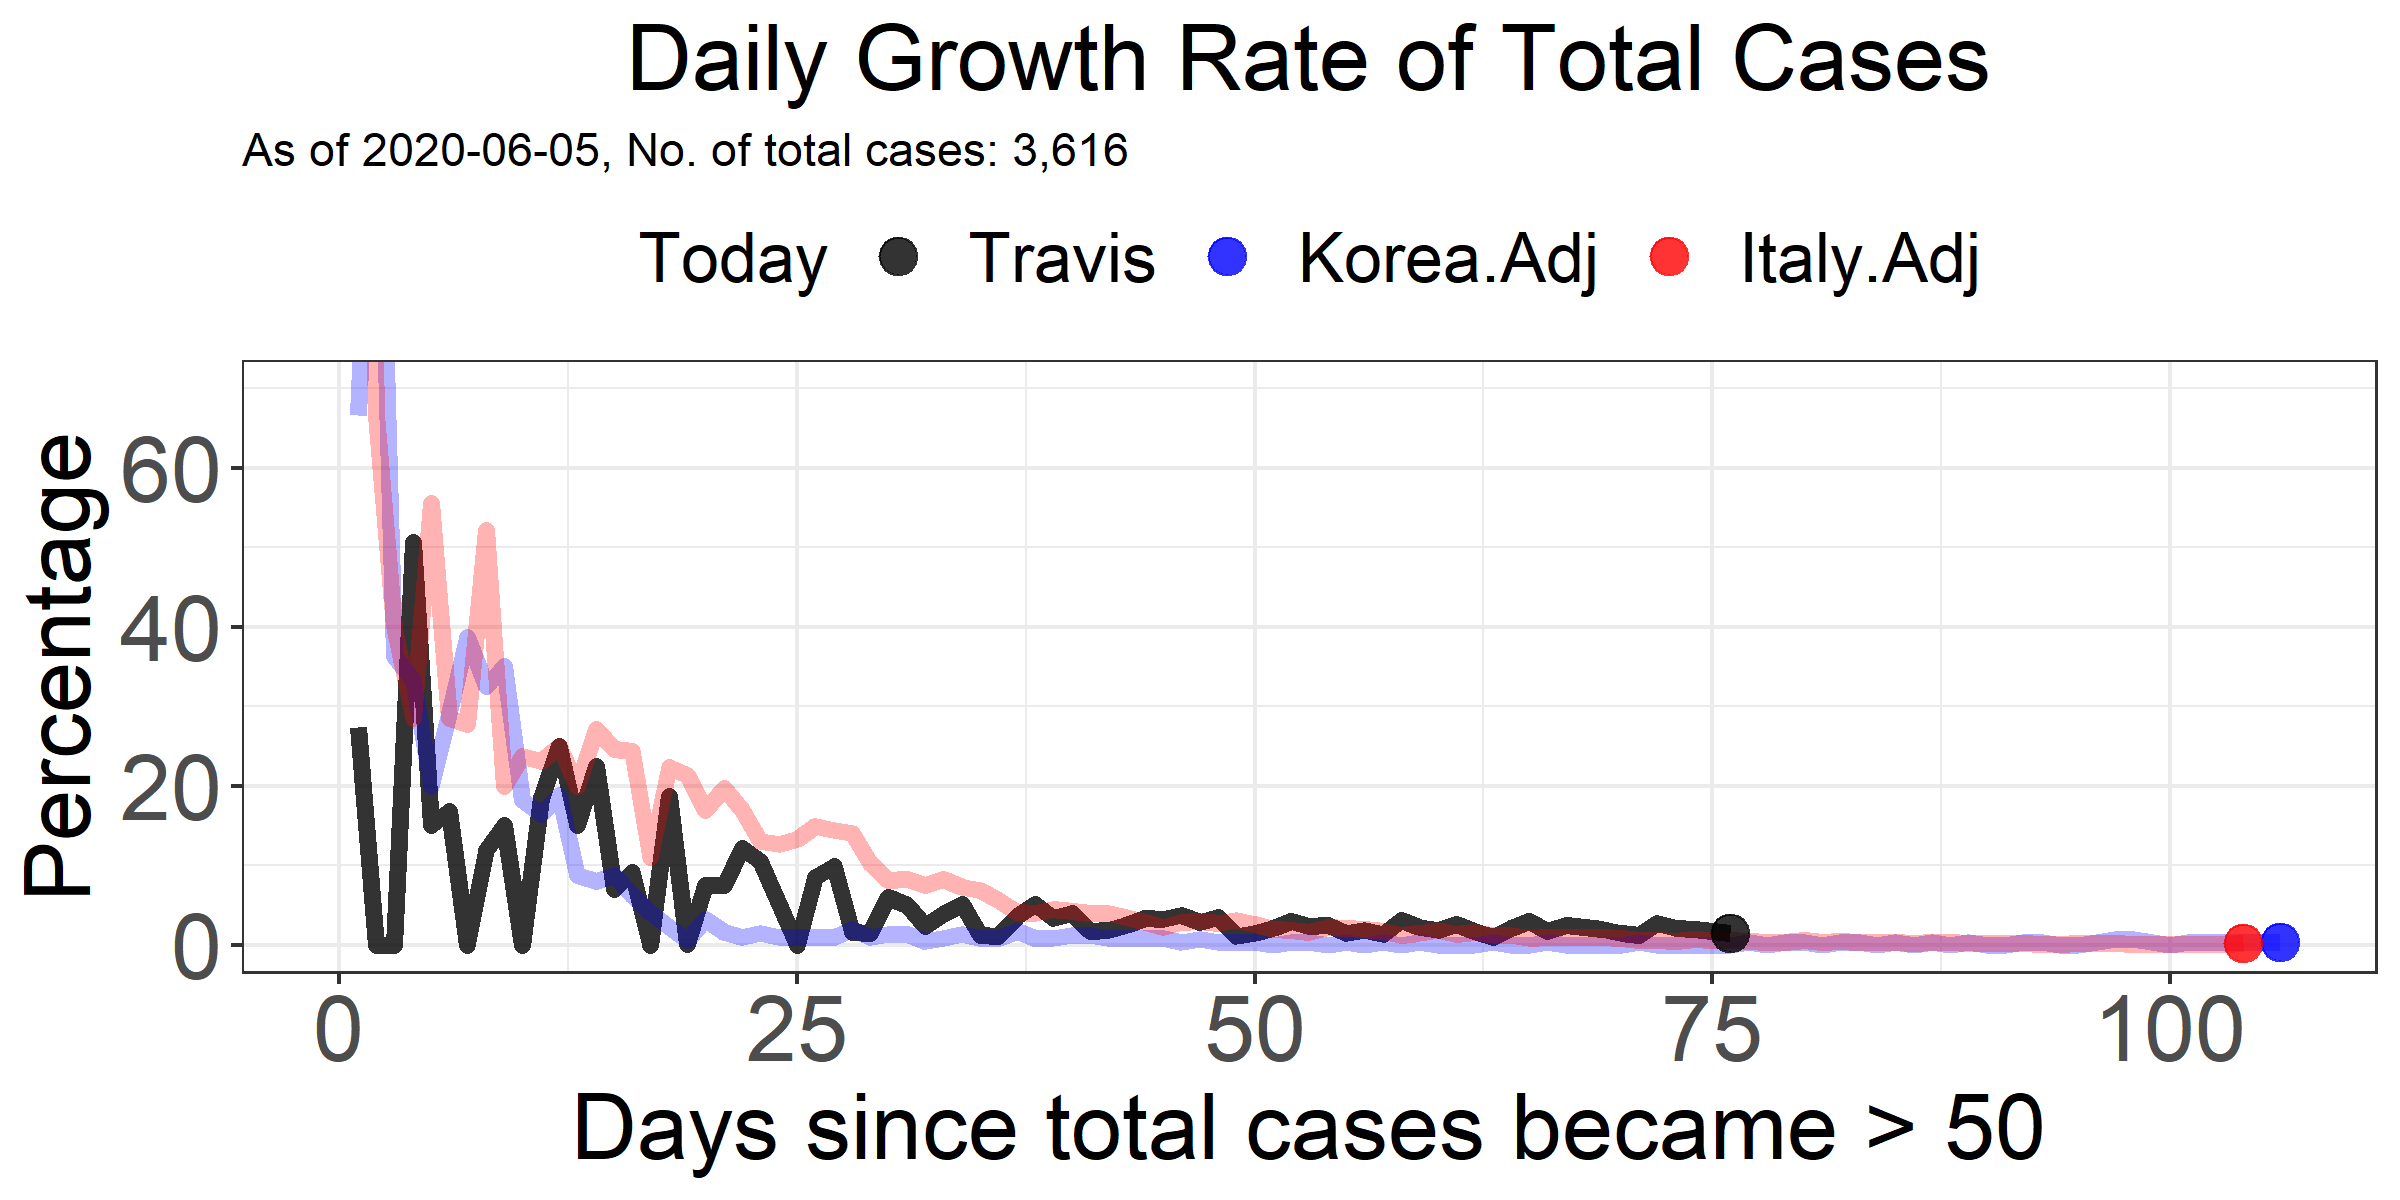 Daily Growth Rate of Total Cases
As of 2020-06-05, No. of total cases: 3,616
Today Travis Korea.Adj Italy.Adj
Percentage
60
40
20
0
0 25 50 75 100
Days since total cases became > 50